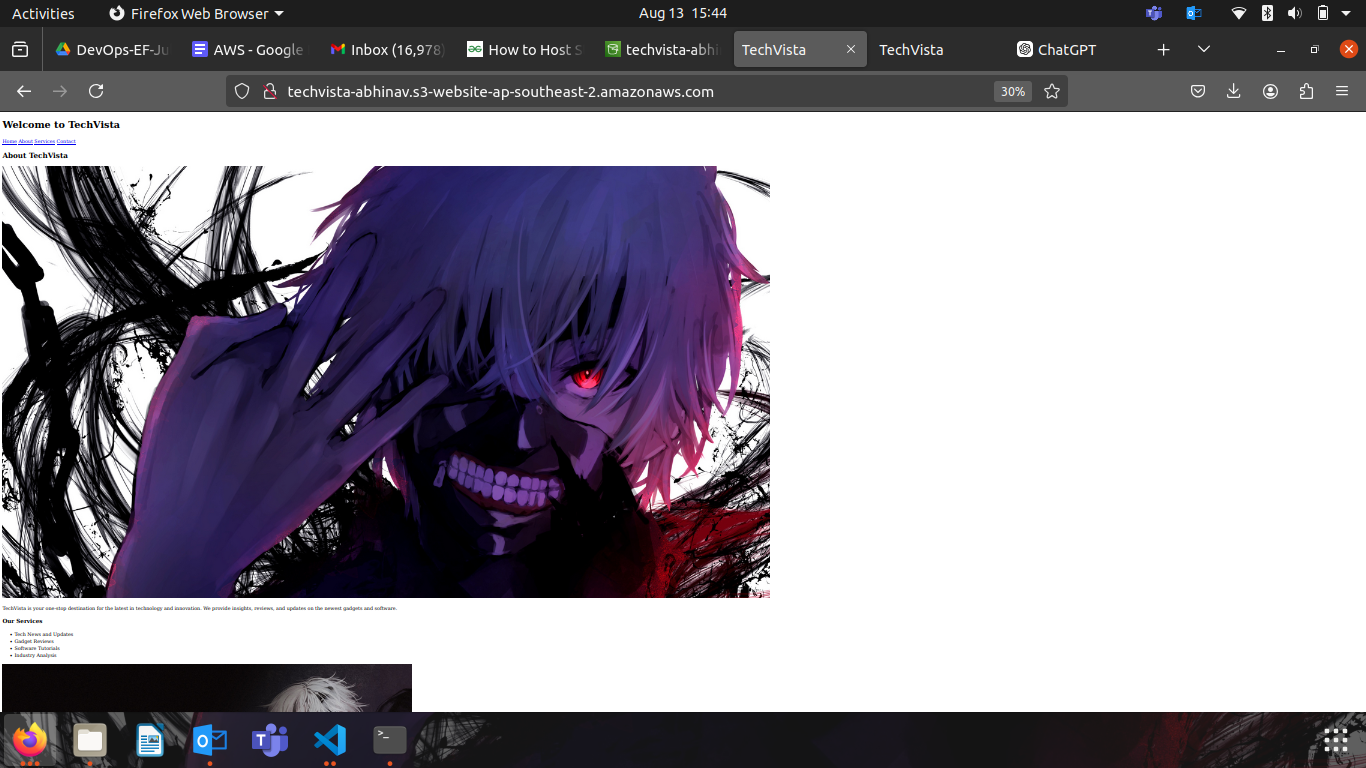 Activities Firefox Web Browser Aug 13 15:44
DevOps-EF-Ju AWS - Google Inbox (16,978) How to Host S techvista-abhi TechVista TechVista ChatGPT
techvista-abhinav.s3-website-ap-southeast-2.amazonaws.com 30%
Welcome to TechVista
Home About Services Contact
About TechVista
TechVista is your one-stop destination for the latest in technology and innovation. We provide insights, reviews, and updates on the newest gadgets and software.
Our Services
Tech News and Updates
Gadget Reviews
Software Tutorials
Industry Analysis